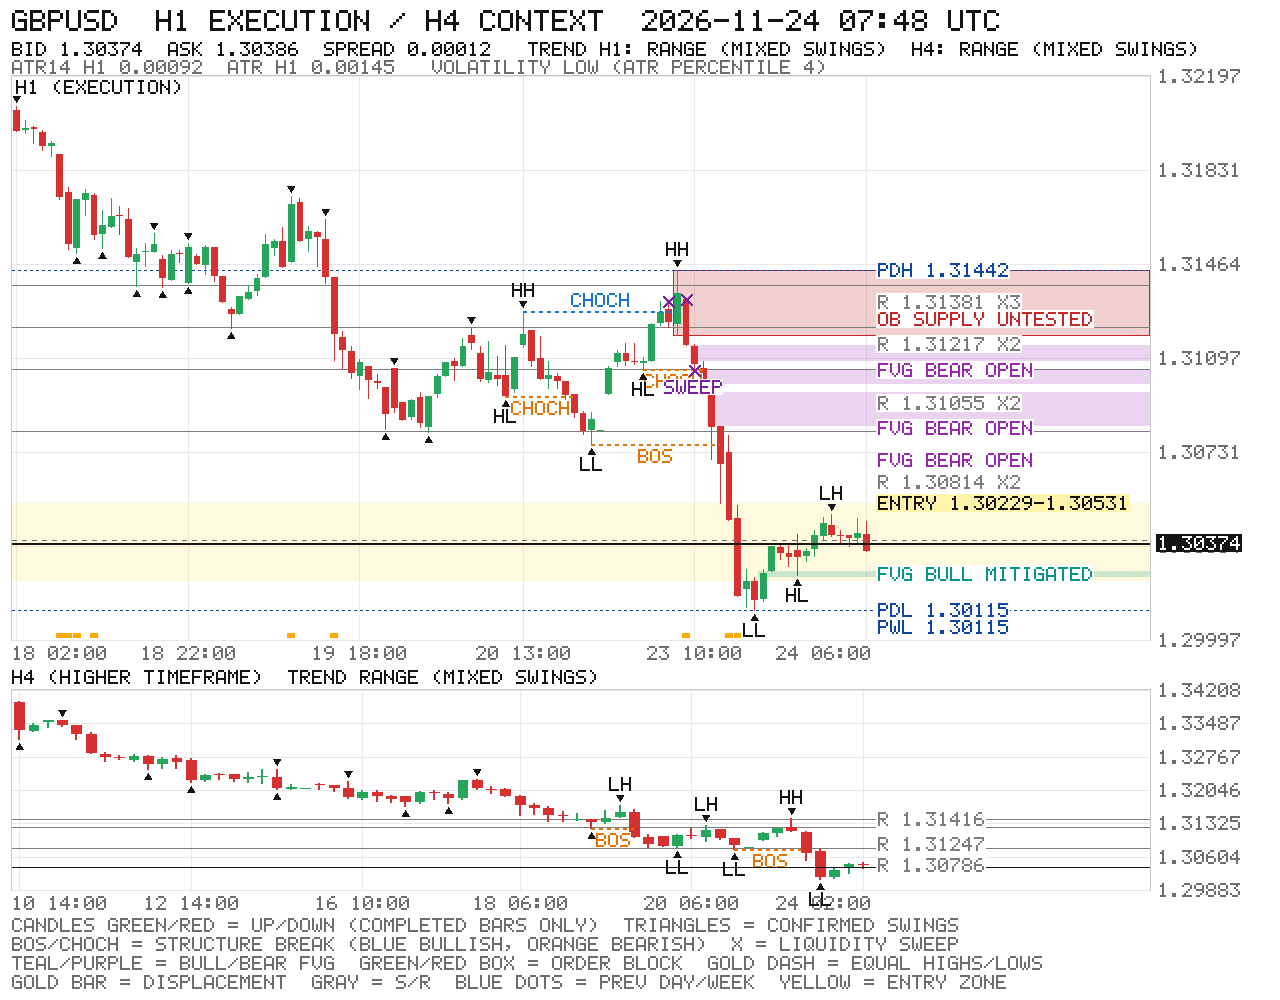 GBPUSD  H1 EXECUTION / H4 CONTEXT  2026-11-24 07:48 UTC
BID 1.30374  ASK 1.30386  SPREAD 0.00012  TREND H1: RANGE (MIXED SWINGS)  H4: RANGE (MIXED SWINGS)
ATR14 H1 0.00092  ATR H1 0.00145  VOLATILITY LOW (ATR PERCENTILE 4)
1.32197
H1 (EXECUTION)
1.31831
HH
1.31464
PDH 1.31442
HH
CHOCH
R 1.31381 X3
OB SUPPLY UNTESTED
R 1.31217 X2
1.31097
FVG BEAR OPEN
HL
CHOCH
SWEEP
HL
CHOCH
R 1.31055 X2
FVG BEAR OPEN
LL
BOS
1.30731
FVG BEAR OPEN
R 1.30814 X2
LH
ENTRY 1.30229-1.30531
1.30374
FVG BULL MITIGATED
HL
PDL 1.30115
PWL 1.30115
LL
1.29997
18 02:00  18 22:00  19 18:00  20 13:00  23 10:00  24 06:00
H4 (HIGHER TIMEFRAME)  TREND RANGE (MIXED SWINGS)
1.34208
1.33487
1.32767
1.32046
LH
LH
HH
R 1.31416
1.31325
BOS
R 1.31247
1.30604
LL
LL
BOS
R 1.30786
1.29883
LL
10 14:00  12 14:00  16 10:00  18 06:00  20 06:00  24 02:00
CANDLES GREEN/RED = UP/DOWN (COMPLETED BARS ONLY)  TRIANGLES = CONFIRMED SWINGS
BOS/CHOCH = STRUCTURE BREAK (BLUE BULLISH, ORANGE BEARISH)  X = LIQUIDITY SWEEP
TEAL/PURPLE = BULL/BEAR FVG  GREEN/RED BOX = ORDER BLOCK  GOLD DASH = EQUAL HIGHS/LOWS
GOLD BAR = DISPLACEMENT  GRAY = S/R  BLUE DOTS = PREV DAY/WEEK  YELLOW = ENTRY ZONE